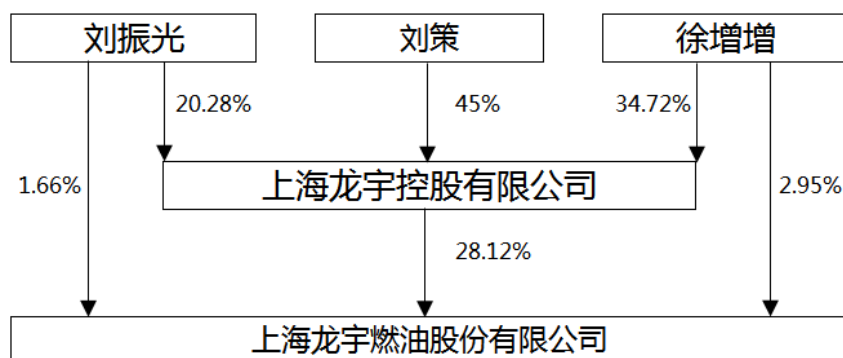 刘振光
刘策
徐增增
20.28%
45%
34.72%
1.66%
上海龙宇控股有限公司
2.95%
28.12%
上海龙宇燃油股份有限公司